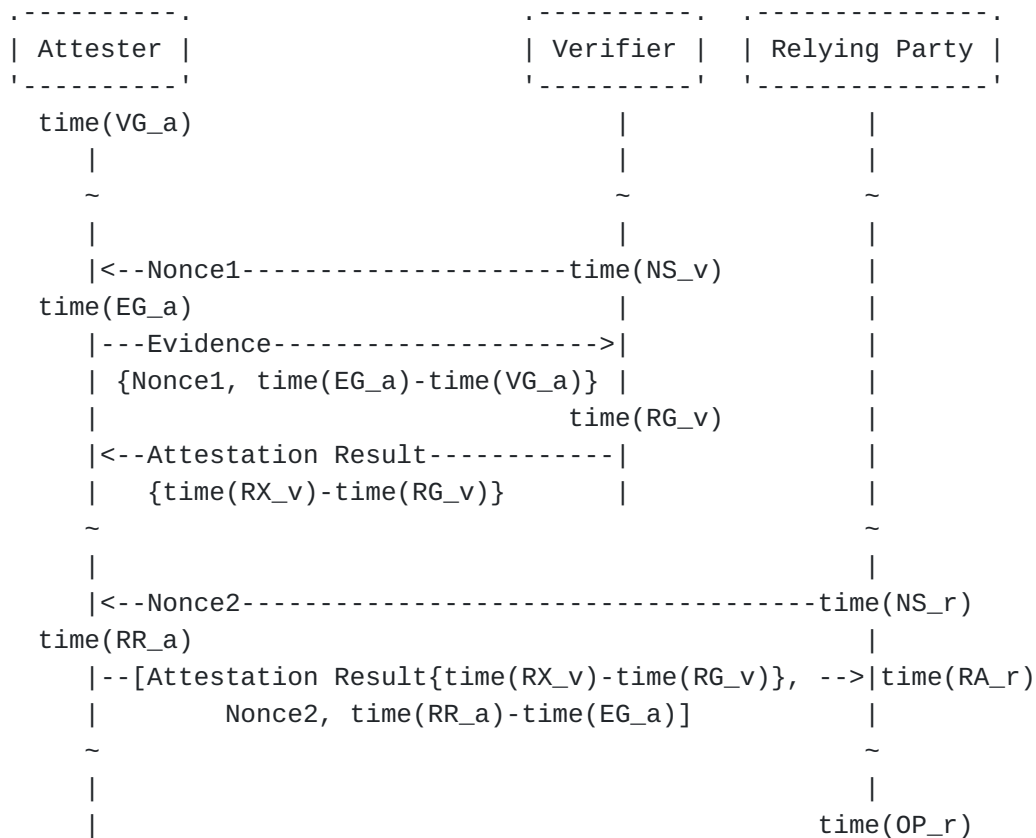 .----------.                     .----------.  .---------------.
| Attester |                     | Verifier |  | Relying Party |
'----------'                     '----------'  '---------------'
  time(VG_a)                           |               |
     |                                 |               |
     ~                                 ~               ~
     |                                 |               |
     |<--Nonce1---------------------time(NS_v)         |
  time(EG_a)                           |               |
     |---Evidence--------------------->|               |
     | {Nonce1, time(EG_a)-time(VG_a)} |               |
     |                              time(RG_v)         |
     |<--Attestation Result------------|               |
     |   {time(RX_v)-time(RG_v)}       |               |
     ~                                                 ~
     |                                                 |
     |<--Nonce2-------------------------------------time(NS_r)
  time(RR_a)                                           |
     |--[Attestation Result{time(RX_v)-time(RG_v)}, -->|time(RA_r)
     |        Nonce2, time(RR_a)-time(EG_a)]           |
     ~                                                 ~
     |                                                 |
     |                                              time(OP_r)